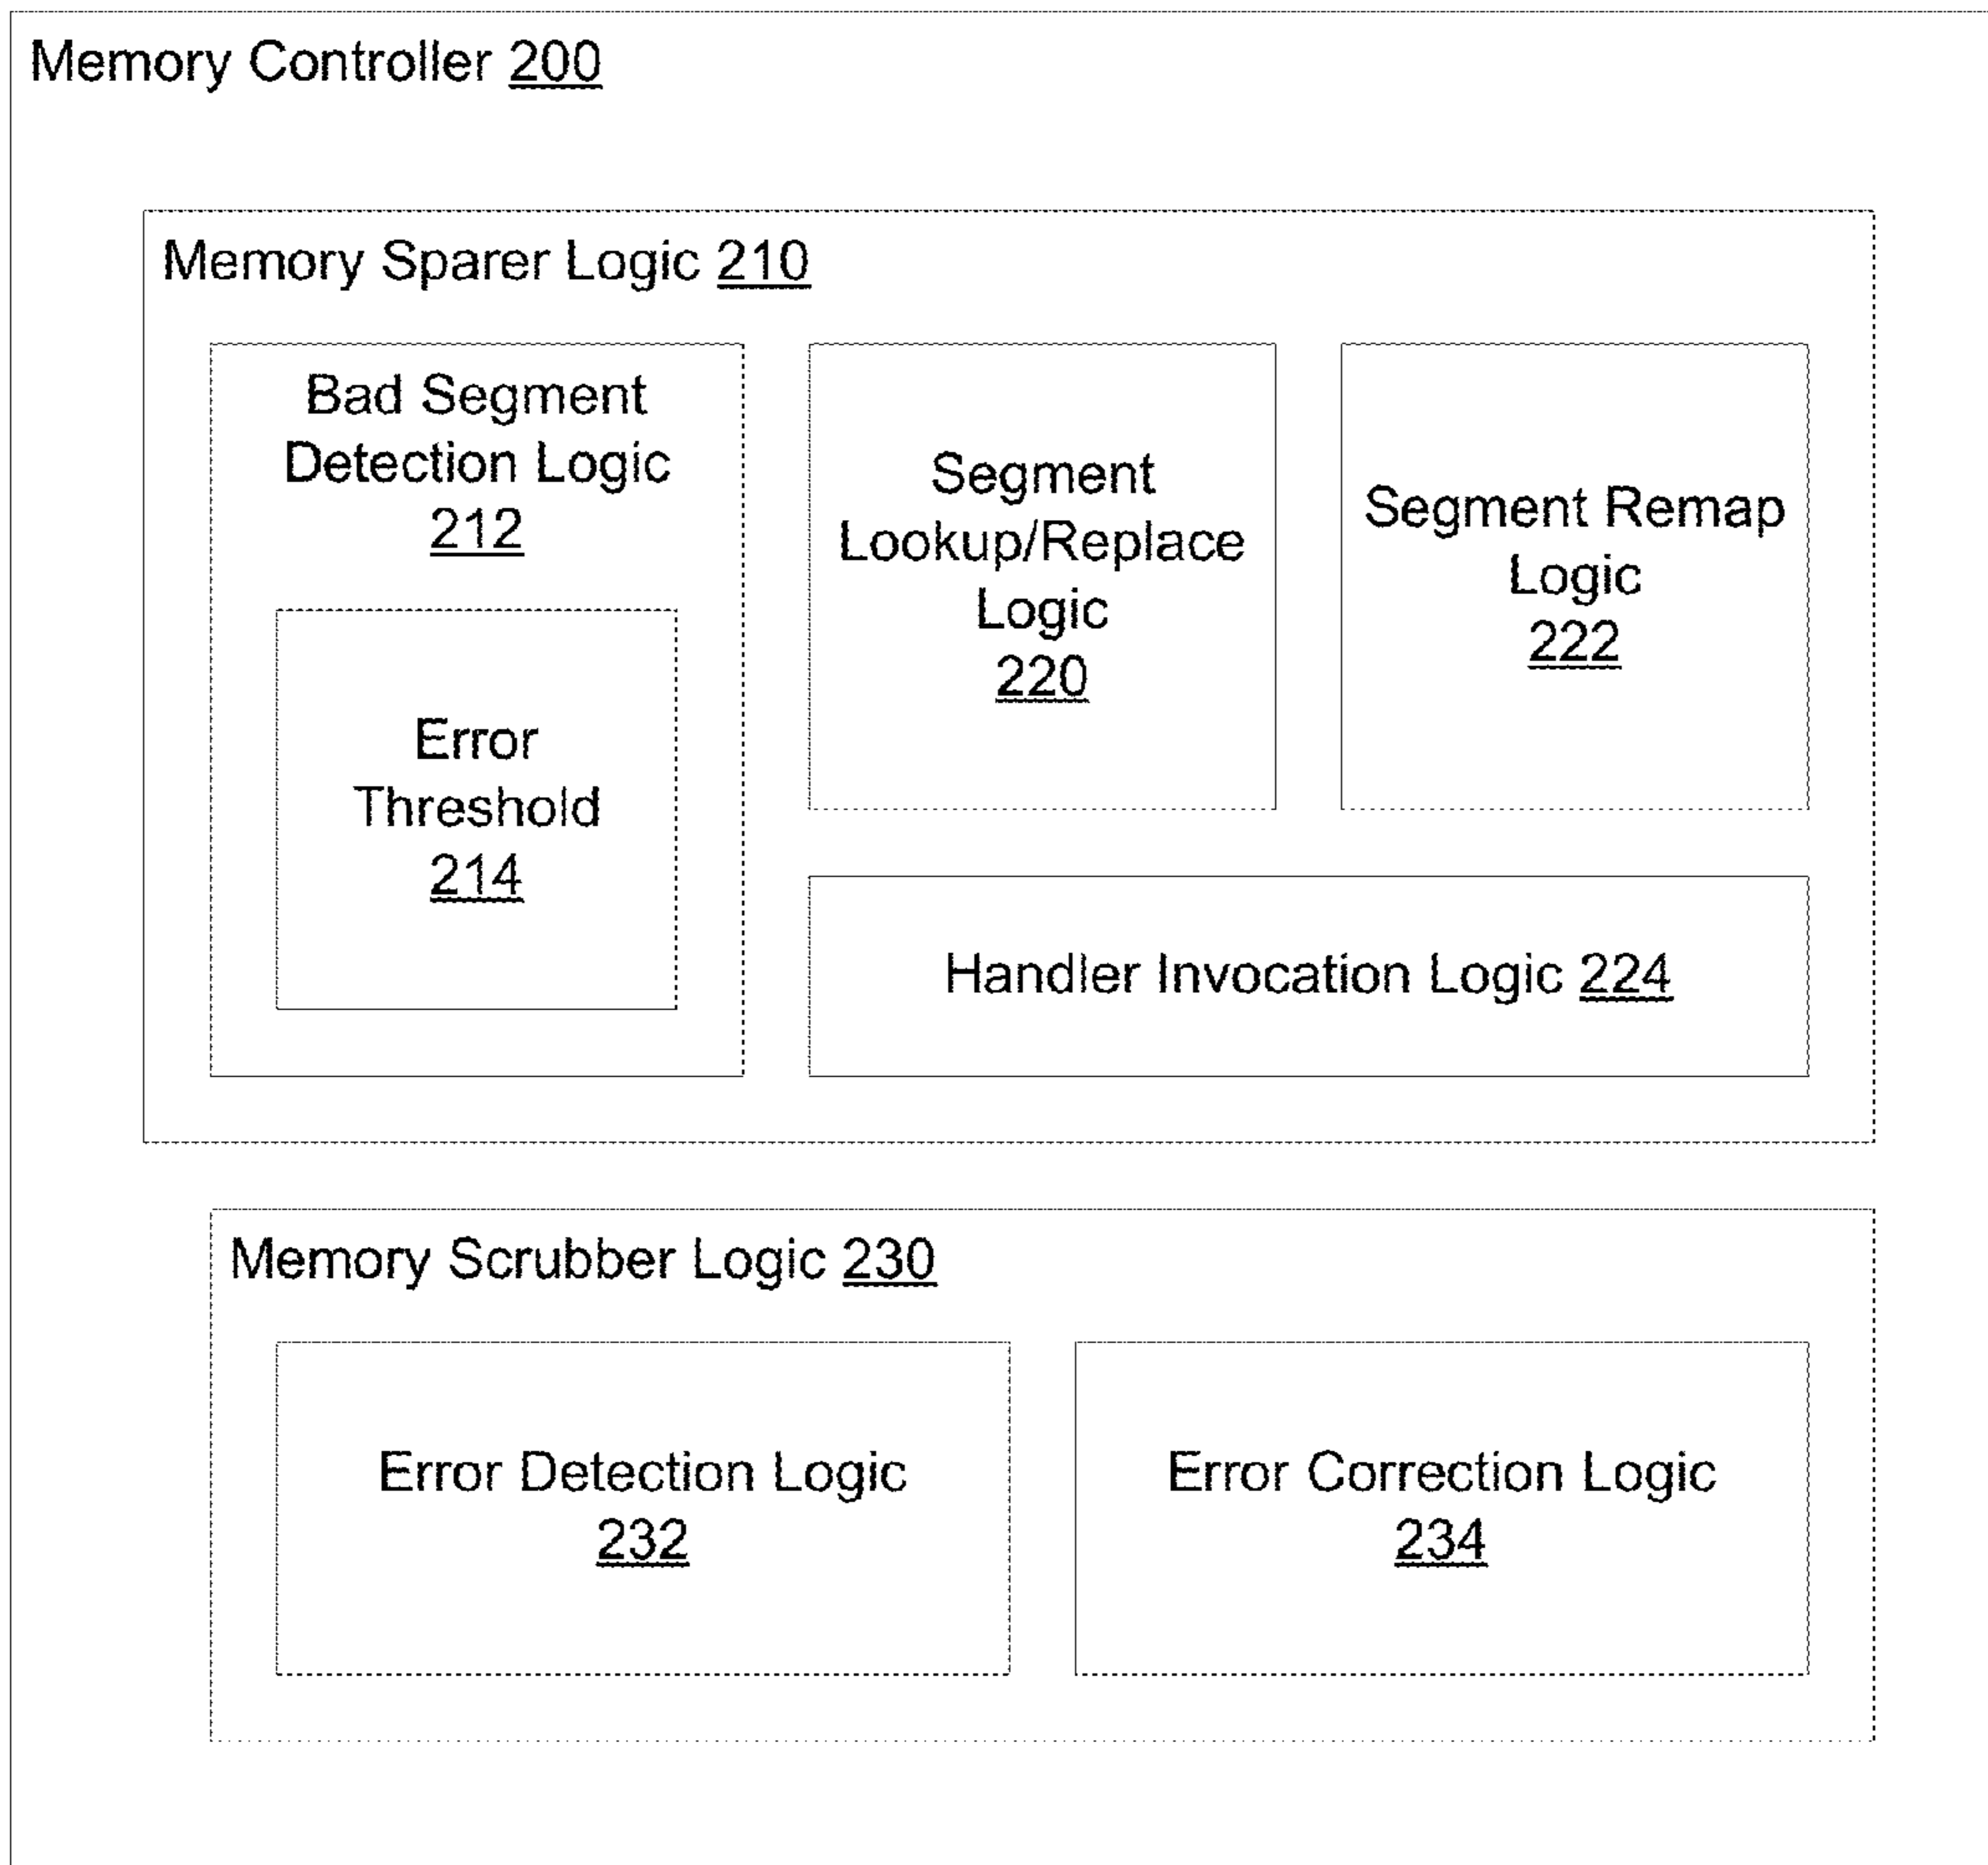 Memory Controller 200
Memory Sparer Logic 210
Bad Segment
Detection Logic
212
Error
Threshold
214
Segment
Lookup/Replace
Logic
220
Segment Remap
Logic
222
Handler Invocation Logic 224
Memory Scrubber Logic 230
Error Detection Logic
232
Error Correction Logic
234